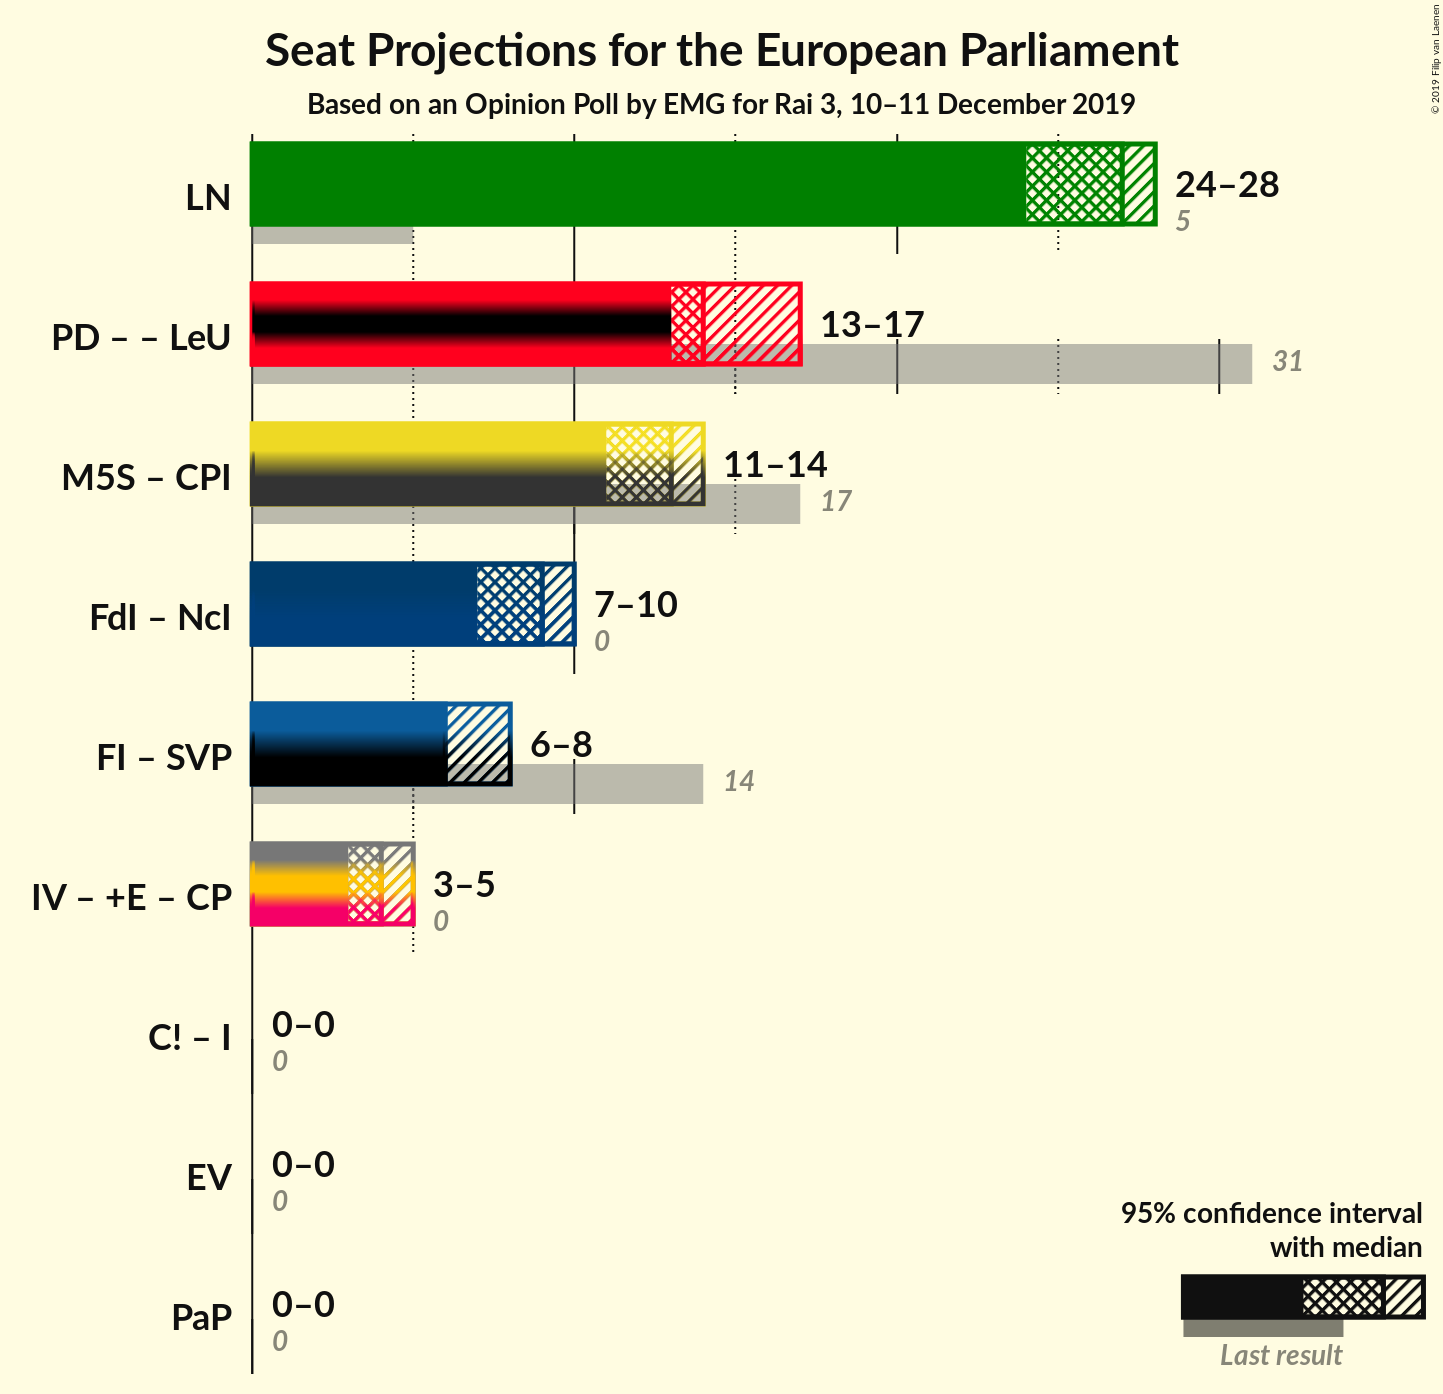 Seat Projections for the European Parliament
Based on an Opinion Poll by EMG for Rai 3, 10–11 December 2019
© 2019 Filip van Laenen
LN
24–28
5
PD – – LeU
13–17
31
M5S – CPI
11–14
17
FdI – NcI
7–10
0
FI – SVP
6–8
14
IV – +E – CP
3–5
0
C! – I
0–0
0
EV
0–0
0
PaP
0–0
0
95% confidence interval
with median
Last result